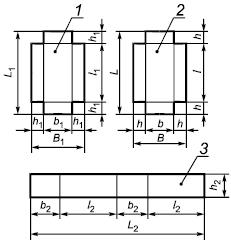 1 2
h₁ h
L₁ l₁ L l
h₁ h
h₁ b₁ h₁ h b h
B₁ B
3
h₂
b₂ l₂ b₂ l₂
L₂